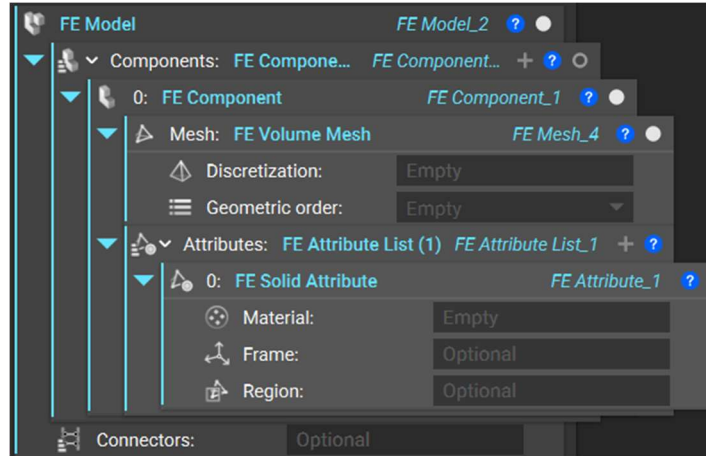 FE Model FE Model_2 ?
Components: FE Compone... FE Component... + ?
0: FE Component FE Component_1 ?
Mesh: FE Volume Mesh FE Mesh_4 ?
Discretization: Empty
Geometric order: Empty
Attributes: FE Attribute List (1) FE Attribute List_1 + ?
0: FE Solid Attribute FE Attribute_1 ?
Material: Empty
Frame: Optional
Region: Optional
Connectors: Optional